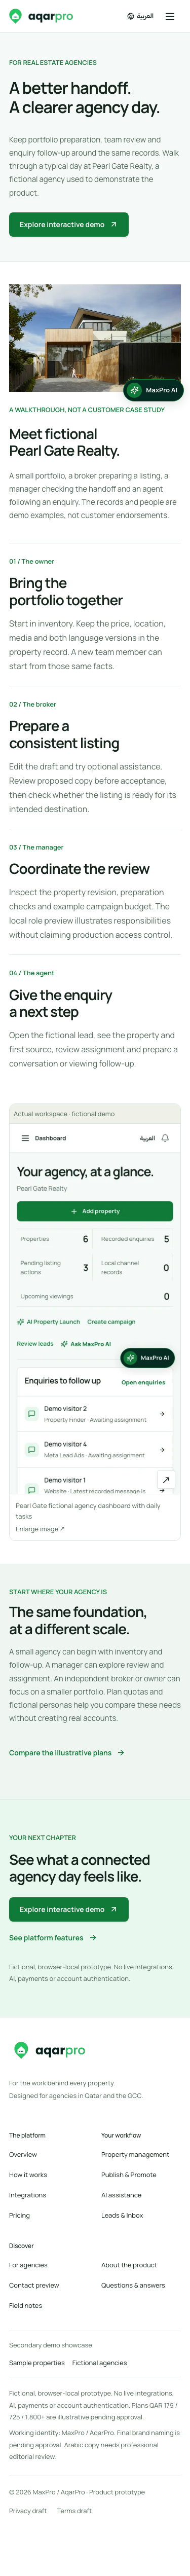 aqarpro
العربية
FOR REAL ESTATE AGENCIES
A better handoff.
A clearer agency day.
Keep portfolio preparation, team review and
enquiry follow-up around the same records. Walk
through a typical day at Pearl Gate Realty, a
fictional agency used to demonstrate the
product.
Explore interactive demo
MaxPro AI
A WALKTHROUGH, NOT A CUSTOMER CASE STUDY
Meet fictional
Pearl Gate Realty.
A small portfolio, a broker preparing a listing, a
manager checking the handoff and an agent
following an enquiry. The records and people are
demo examples, not customer endorsements.
01 / The owner
Bring the
portfolio together
Start in inventory. Keep the price, location,
media and both language versions in the
property record. A new team member can
start from those same facts.
02 / The broker
Prepare a
consistent listing
Edit the draft and try optional assistance.
Review proposed copy before acceptance,
then check whether the listing is ready for its
intended destination.
03 / The manager
Coordinate the review
Inspect the property revision, preparation
checks and example campaign budget. The
local role preview illustrates responsibilities
without claiming production access control.
04 / The agent
Give the enquiry
a next step
Open the fictional lead, see the property and
first source, review assignment and prepare a
conversation or viewing follow-up.
Actual workspace · fictional demo
Dashboard
العربية
Your agency, at a glance.
Pearl Gate Realty
+ Add property
Properties 6 Recorded enquiries 5
Pending listing actions 3 Local channel records 0
Upcoming viewings 0
AI Property Launch Create campaign
Review leads Ask MaxPro AI
MaxPro AI
Enquiries to follow up Open enquiries
Demo visitor 2
Property Finder · Awaiting assignment
Demo visitor 4
Meta Lead Ads · Awaiting assignment
Demo visitor 1
Website · Latest recorded message is
Pearl Gate fictional agency dashboard with daily
tasks
Enlarge image ↗
START WHERE YOUR AGENCY IS
The same foundation,
at a different scale.
A small agency can begin with inventory and
follow-up. A manager can explore review and
assignment. An independent broker or owner can
focus on a smaller portfolio. Plan quotas and
fictional personas help you compare these needs
without creating real accounts.
Compare the illustrative plans →
YOUR NEXT CHAPTER
See what a connected
agency day feels like.
Explore interactive demo
See platform features →
Fictional, browser-local prototype. No live integrations,
AI, payments or account authentication.
aqarpro
For the work behind every property.
Designed for agencies in Qatar and the GCC.
The platform
Overview
How it works
Integrations
Pricing
Your workflow
Property management
Publish & Promote
AI assistance
Leads & Inbox
Discover
For agencies
Contact preview
Field notes
About the product
Questions & answers
Secondary demo showcase
Sample properties Fictional agencies
Fictional, browser-local prototype. No live integrations,
AI, payments or account authentication. Plans QAR 179 /
725 / 1,800+ are illustrative pending approval.
Working identity: MaxPro / AqarPro. Final brand naming is
pending approval. Arabic copy needs professional
editorial review.
© 2026 MaxPro / AqarPro · Product prototype
Privacy draft Terms draft